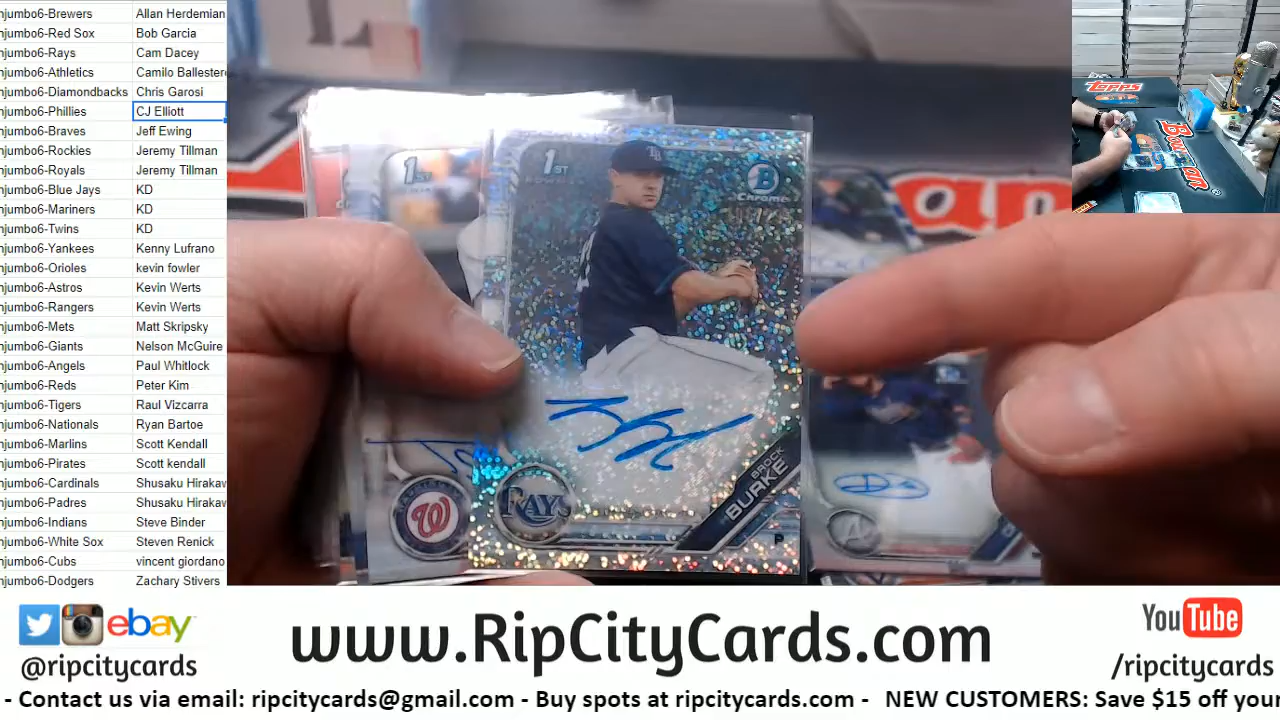 njumbo6-Brewers Allan Herdemian
njumbo6-Red Sox Bob Garcia
njumbo6-Rays Cam Dacey
njumbo6-Athletics Camilo Ballester
njumbo6-Diamondbacks Chris Garosi
njumbo6-Phillies CJ Elliott
njumbo6-Braves Jeff Ewing
njumbo6-Rockies Jeremy Tillman
njumbo6-Royals Jeremy Tillman
njumbo6-Blue Jays KD
njumbo6-Mariners KD
njumbo6-Twins KD
njumbo6-Yankees Kenny Lufrano
njumbo6-Orioles kevin fowler
njumbo6-Astros Kevin Werts
njumbo6-Rangers Kevin Werts
njumbo6-Mets Matt Skripsky
njumbo6-Giants Nelson McGuire
njumbo6-Angels Paul Whitlock
njumbo6-Reds Peter Kim
njumbo6-Tigers Raul Vizcarra
njumbo6-Nationals Ryan Bartoe
njumbo6-Marlins Scott Kendall
njumbo6-Pirates Scott kendall
njumbo6-Cardinals Shusaku Hiraka
njumbo6-Padres Shusaku Hiraka
njumbo6-Indians Steve Binder
njumbo6-White Sox Steven Renick
njumbo6-Cubs vincent giordano
njumbo6-Dodgers Zachary Stivers
1ST
1ST
BOWMAN
TB
B
Chrome
RAYS
BROCK
BURKE
P
W
A
Topps
Bowman
ebay
@ripcitycards
www.RipCityCards.com
YouTube
/ripcitycards
- Contact us via email: ripcitycards@gmail.com - Buy spots at ripcitycards.com - NEW CUSTOMERS: Save $15 off your